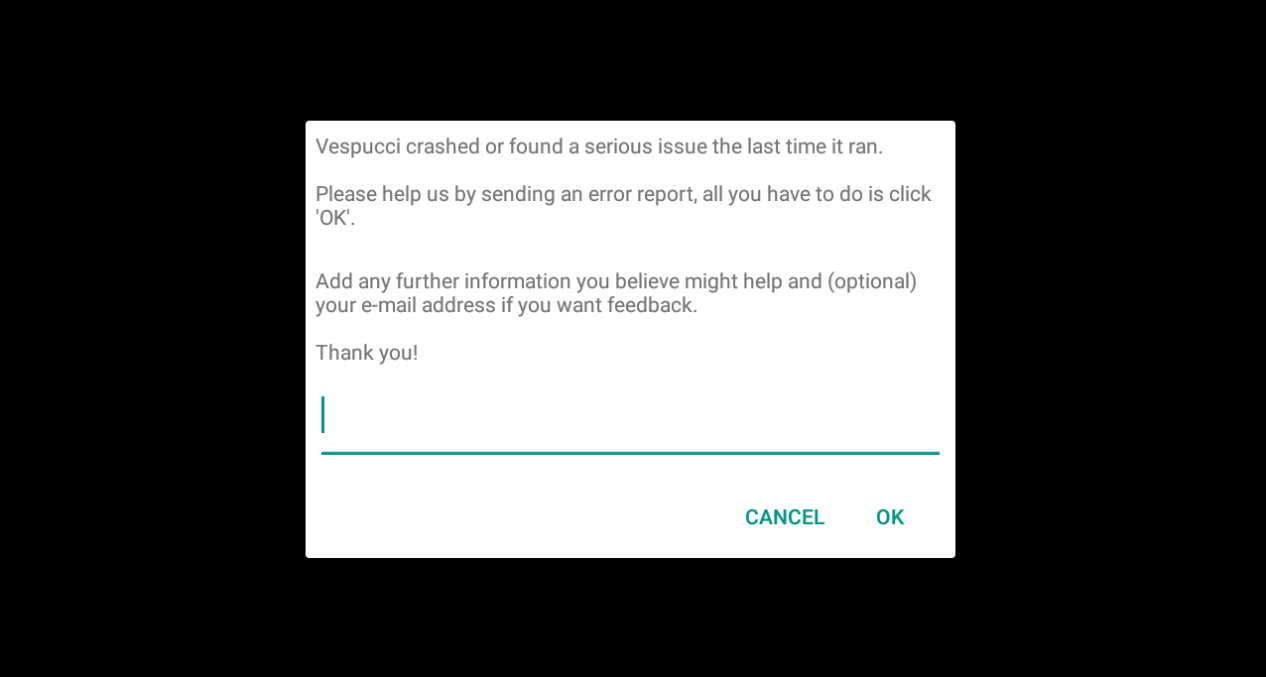 Vespucci crashed or found a serious issue the last time it ran.
Please help us by sending an error report, all you have to do is click
'OK'.
Add any further information you believe might help and (optional)
your e-mail address if you want feedback.
Thank you!
CANCEL OK